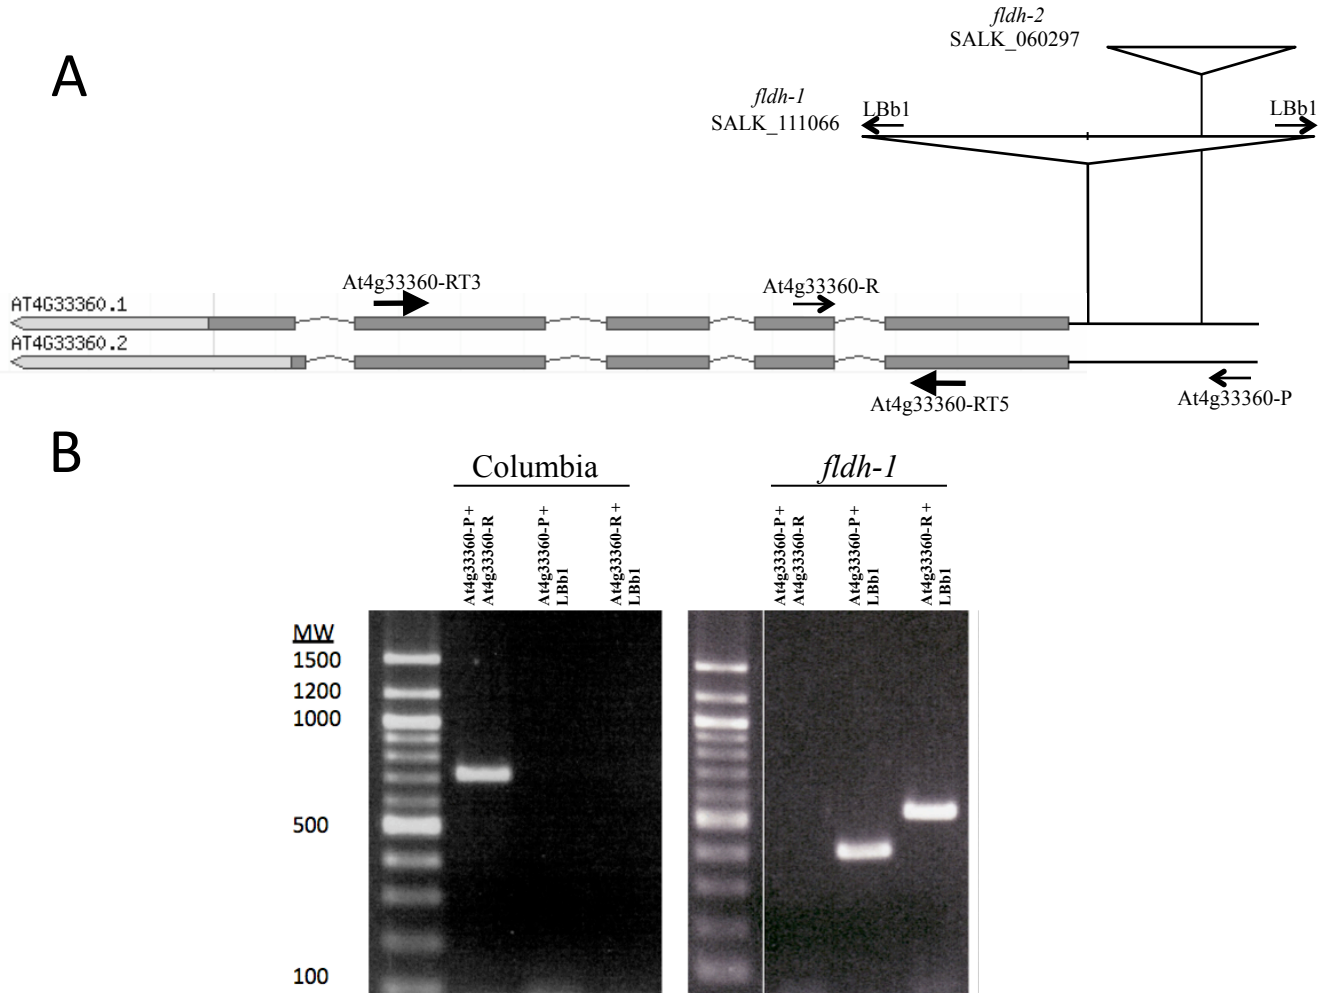 A
fldh-2
SALK_060297
fldh-1
SALK_111066
LBb1
LBb1
At4g33360-RT3
At4g33360-R
AT4G33360.1
AT4G33360.2
At4g33360-RT5
At4g33360-P
B
Columbia
fldh-1
At4g33360-P +
At4g33360-R
At4g33360-P +
LBb1
At4g33360-R +
LBb1
At4g33360-P +
At4g33360-R
At4g33360-P +
LBb1
At4g33360-R +
LBb1
MW
1500
1200
1000
500
100